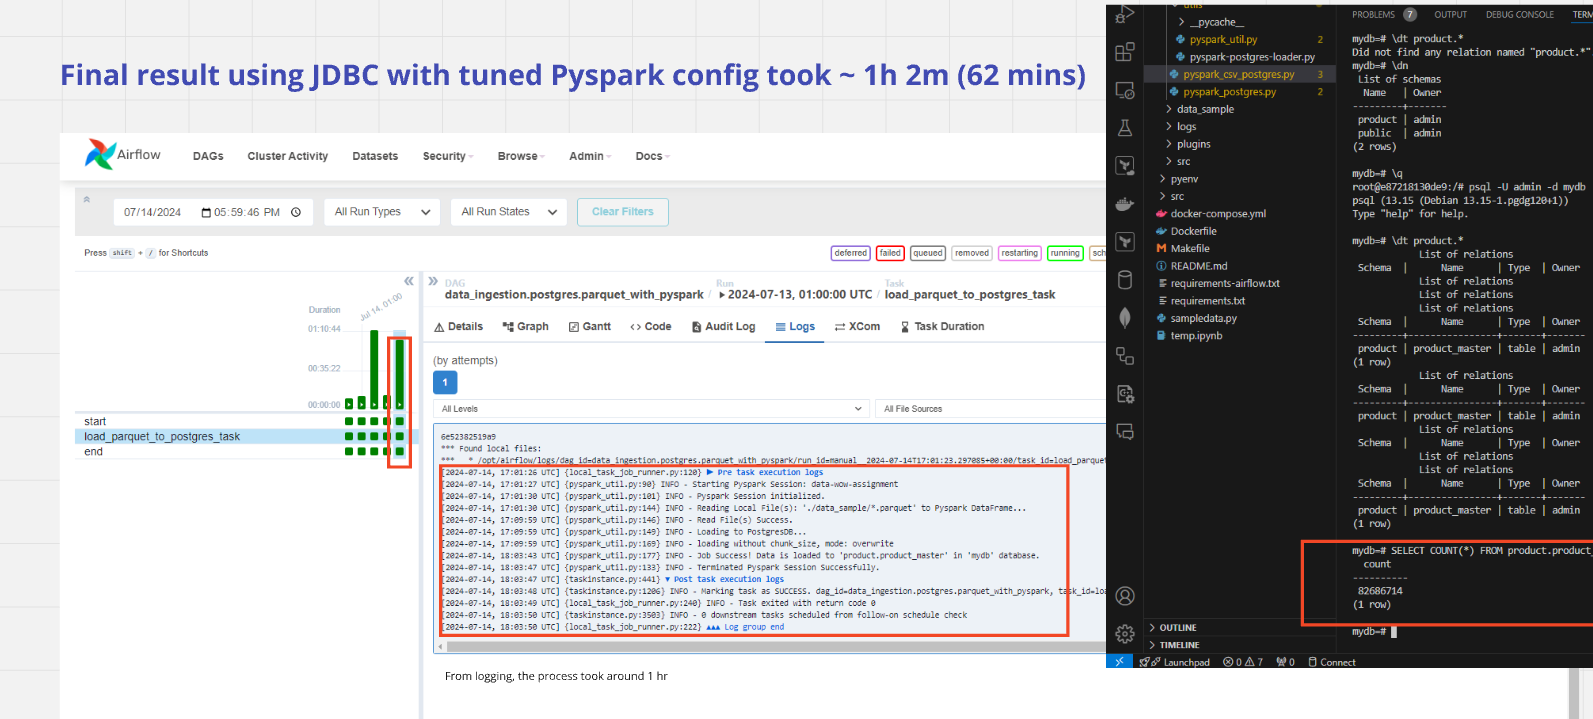 Final result using JDBC with tuned Pyspark config took ~ 1h 2m (62 mins)
Airflow
DAGs
Cluster Activity
Datasets
Security
Browse
Admin
Docs
07/14/2024
05:59:46 PM
All Run Types
All Run States
Clear Filters
Press shift + / for Shortcuts
deferred
failed
queued
removed
restarting
running
sch
Duration
Jul 14, 01:00
01:10:44
00:35:22
00:00:00
start
load_parquet_to_postgres_task
end
DAG
data_ingestion.postgres.parquet_with_pyspark
/
Run
2024-07-13, 01:00:00 UTC
/
Task
load_parquet_to_postgres_task
Details
Graph
Gantt
Code
Audit Log
Logs
XCom
Task Duration
(by attempts)
1
All Levels
All File Sources
6e52382519a9
*** Found local files:
***   * /opt/airflow/logs/dag_id=data_ingestion.postgres.parquet_with_pyspark/run_id=manual__2024-07-14T17:01:23.297085+00:00/task_id=load_parquet
[2024-07-14, 17:01:26 UTC] {local_task_job_runner.py:120} ▶ Pre task execution logs
[2024-07-14, 17:01:27 UTC] {pyspark_util.py:90} INFO - Starting Pyspark Session: data-wow-assignment
[2024-07-14, 17:01:30 UTC] {pyspark_util.py:101} INFO - Pyspark Session initialized.
[2024-07-14, 17:01:30 UTC] {pyspark_util.py:144} INFO - Reading Local File(s): './data_sample/*.parquet' to Pyspark DataFrame...
[2024-07-14, 17:09:59 UTC] {pyspark_util.py:146} INFO - Read File(s) Success.
[2024-07-14, 17:09:59 UTC] {pyspark_util.py:149} INFO - Loading to PostgresDB...
[2024-07-14, 17:09:59 UTC] {pyspark_util.py:169} INFO - loading without chunk_size, mode: overwrite
[2024-07-14, 18:03:43 UTC] {pyspark_util.py:177} INFO - Job Success! Data is loaded to 'product.product_master' in 'mydb' database.
[2024-07-14, 18:03:47 UTC] {pyspark_util.py:133} INFO - Terminated Pyspark Session Successfully.
[2024-07-14, 18:03:47 UTC] {taskinstance.py:441} ▼ Post task execution logs
[2024-07-14, 18:03:47 UTC] {taskinstance.py:1206} INFO - Marking task as SUCCESS. dag_id=data_ingestion.postgres.parquet_with_pyspark, task_id=loa
[2024-07-14, 18:03:49 UTC] {local_task_job_runner.py:240} INFO - Task exited with return code 0
[2024-07-14, 18:03:50 UTC] {taskinstance.py:3503} INFO - 0 downstream tasks scheduled from follow-on schedule check
[2024-07-14, 18:03:50 UTC] {local_task_job_runner.py:222} ▲▲▲ Log group end
From logging, the process took around 1 hr
utils
__pycache__
pyspark_util.py 2
pyspark-postgres-loader.py
pyspark_csv_postgres.py 3
pyspark_postgres.py 2
data_sample
logs
plugins
src
pyenv
src
docker-compose.yml
Dockerfile
Makefile
README.md
requirements-airflow.txt
requirements.txt
sampledata.py
temp.ipynb
OUTLINE
TIMELINE
Launchpad
0 7
0
Connect
PROBLEMS 7
OUTPUT
DEBUG CONSOLE
TERM
mydb=# \dt product.*
Did not find any relation named "product.*"
mydb=# \dn
List of schemas
Name | Owner
---------+-------
product | admin
public | admin
(2 rows)
mydb=# \q
root@e87218130de9:/# psql -U admin -d mydb
psql (13.15 (Debian 13.15-1.pgdg120+1))
Type "help" for help.
mydb=# \dt product.*
List of relations
Schema | Name | Type | Owner
List of relations
List of relations
List of relations
Schema | Name | Type | Owner
---------+----------------+-------+-------
product | product_master | table | admin
(1 row)
List of relations
Schema | Name | Type | Owner
---------+----------------+-------+-------
product | product_master | table | admin
List of relations
Schema | Name | Type | Owner
List of relations
List of relations
Schema | Name | Type | Owner
---------+----------------+-------+-------
product | product_master | table | admin
(1 row)
mydb=# SELECT COUNT(*) FROM product.product_
count
----------
82686714
(1 row)
mydb=#